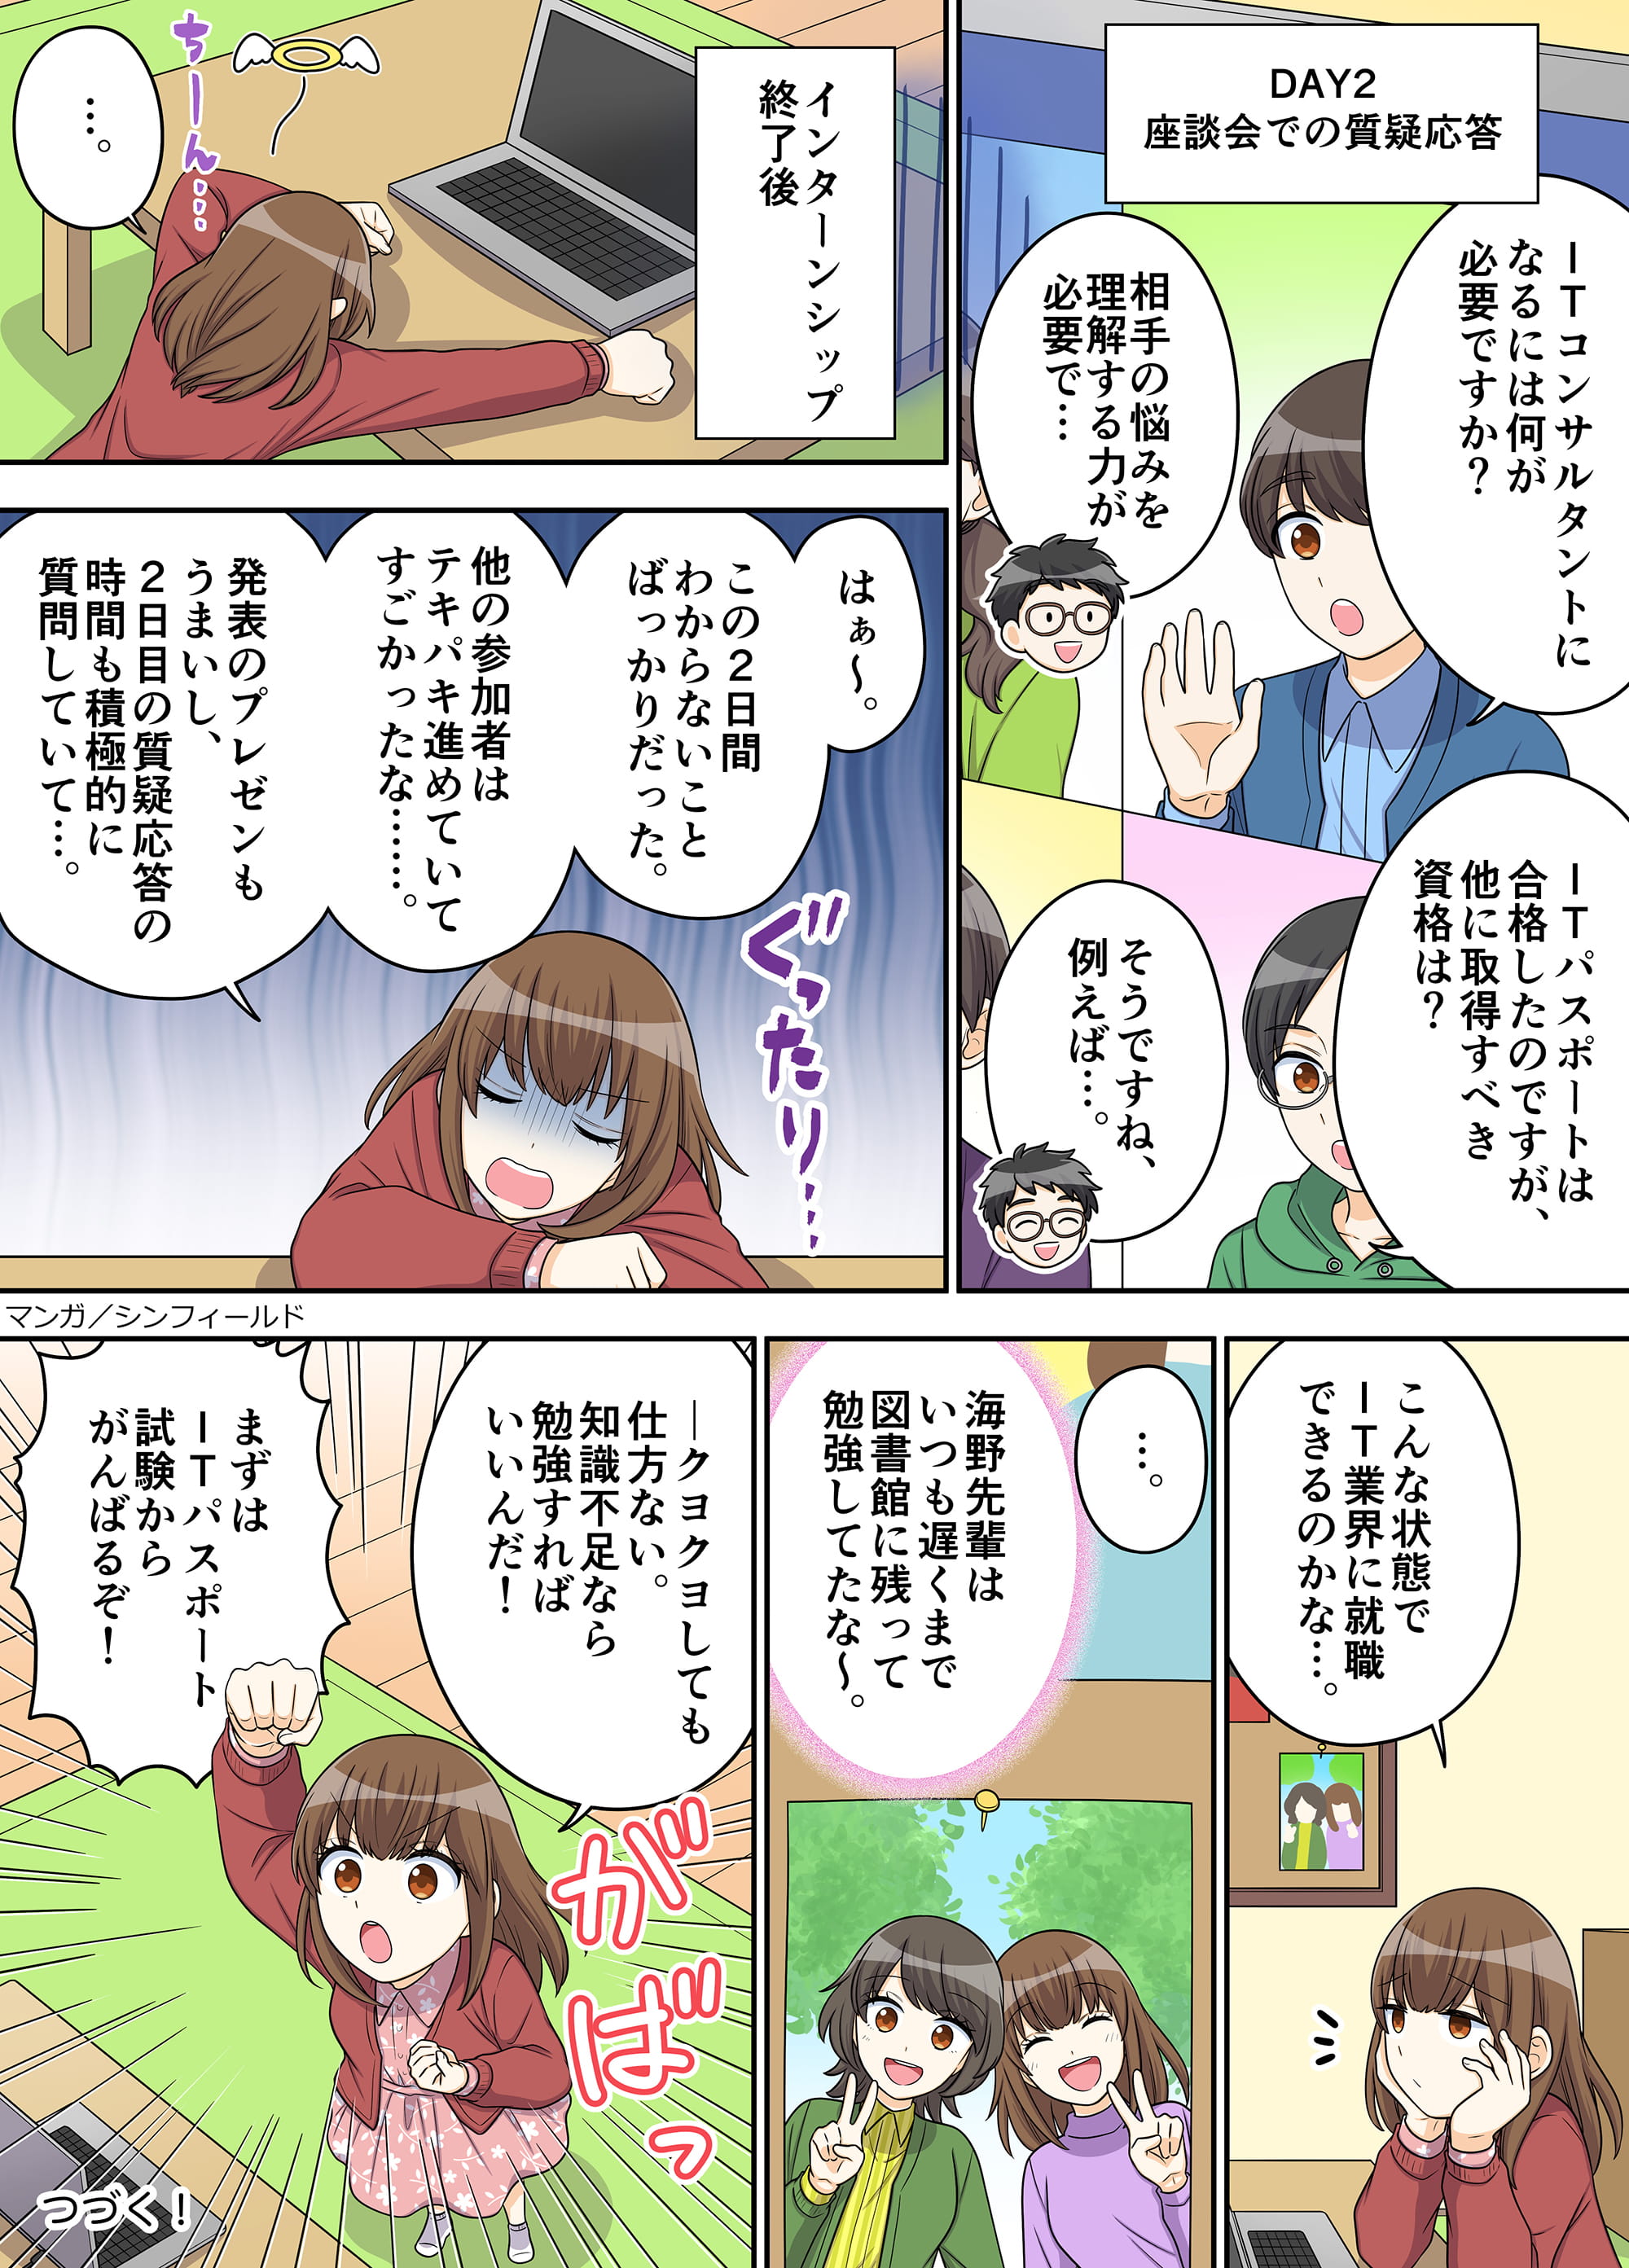 DAY2
座談会での質疑応答
ITコンサルタントに
なるには何が
必要ですか？
相手の悩みを
理解する力が
必要で…
ITパスポートは
合格したのですが、
他に取得すべき
資格は？
そうですね、
例えば…。
インターンシップ
終了後
ちーん…
…。
はぁ～。
この２日間
わからないこと
ばっかりだった。
他の参加者は
テキパキ進めていて
すごかったな……。
発表のプレゼンも
うまいし、
２日目の質疑応答の
時間も積極的に
質問していて…。
ぐったり…
マンガ／シンフィールド
こんな状態で
IT業界に就職
できるのかな…。
…。
海野先輩は
いつも遅くまで
図書館に残って
勉強してたな～。
―クヨクヨしても
仕方ない。
知識不足なら
勉強すれば
いいんだ！
まずは
ITパスポート
試験から
がんばるぞ！
がばっ
つづく！